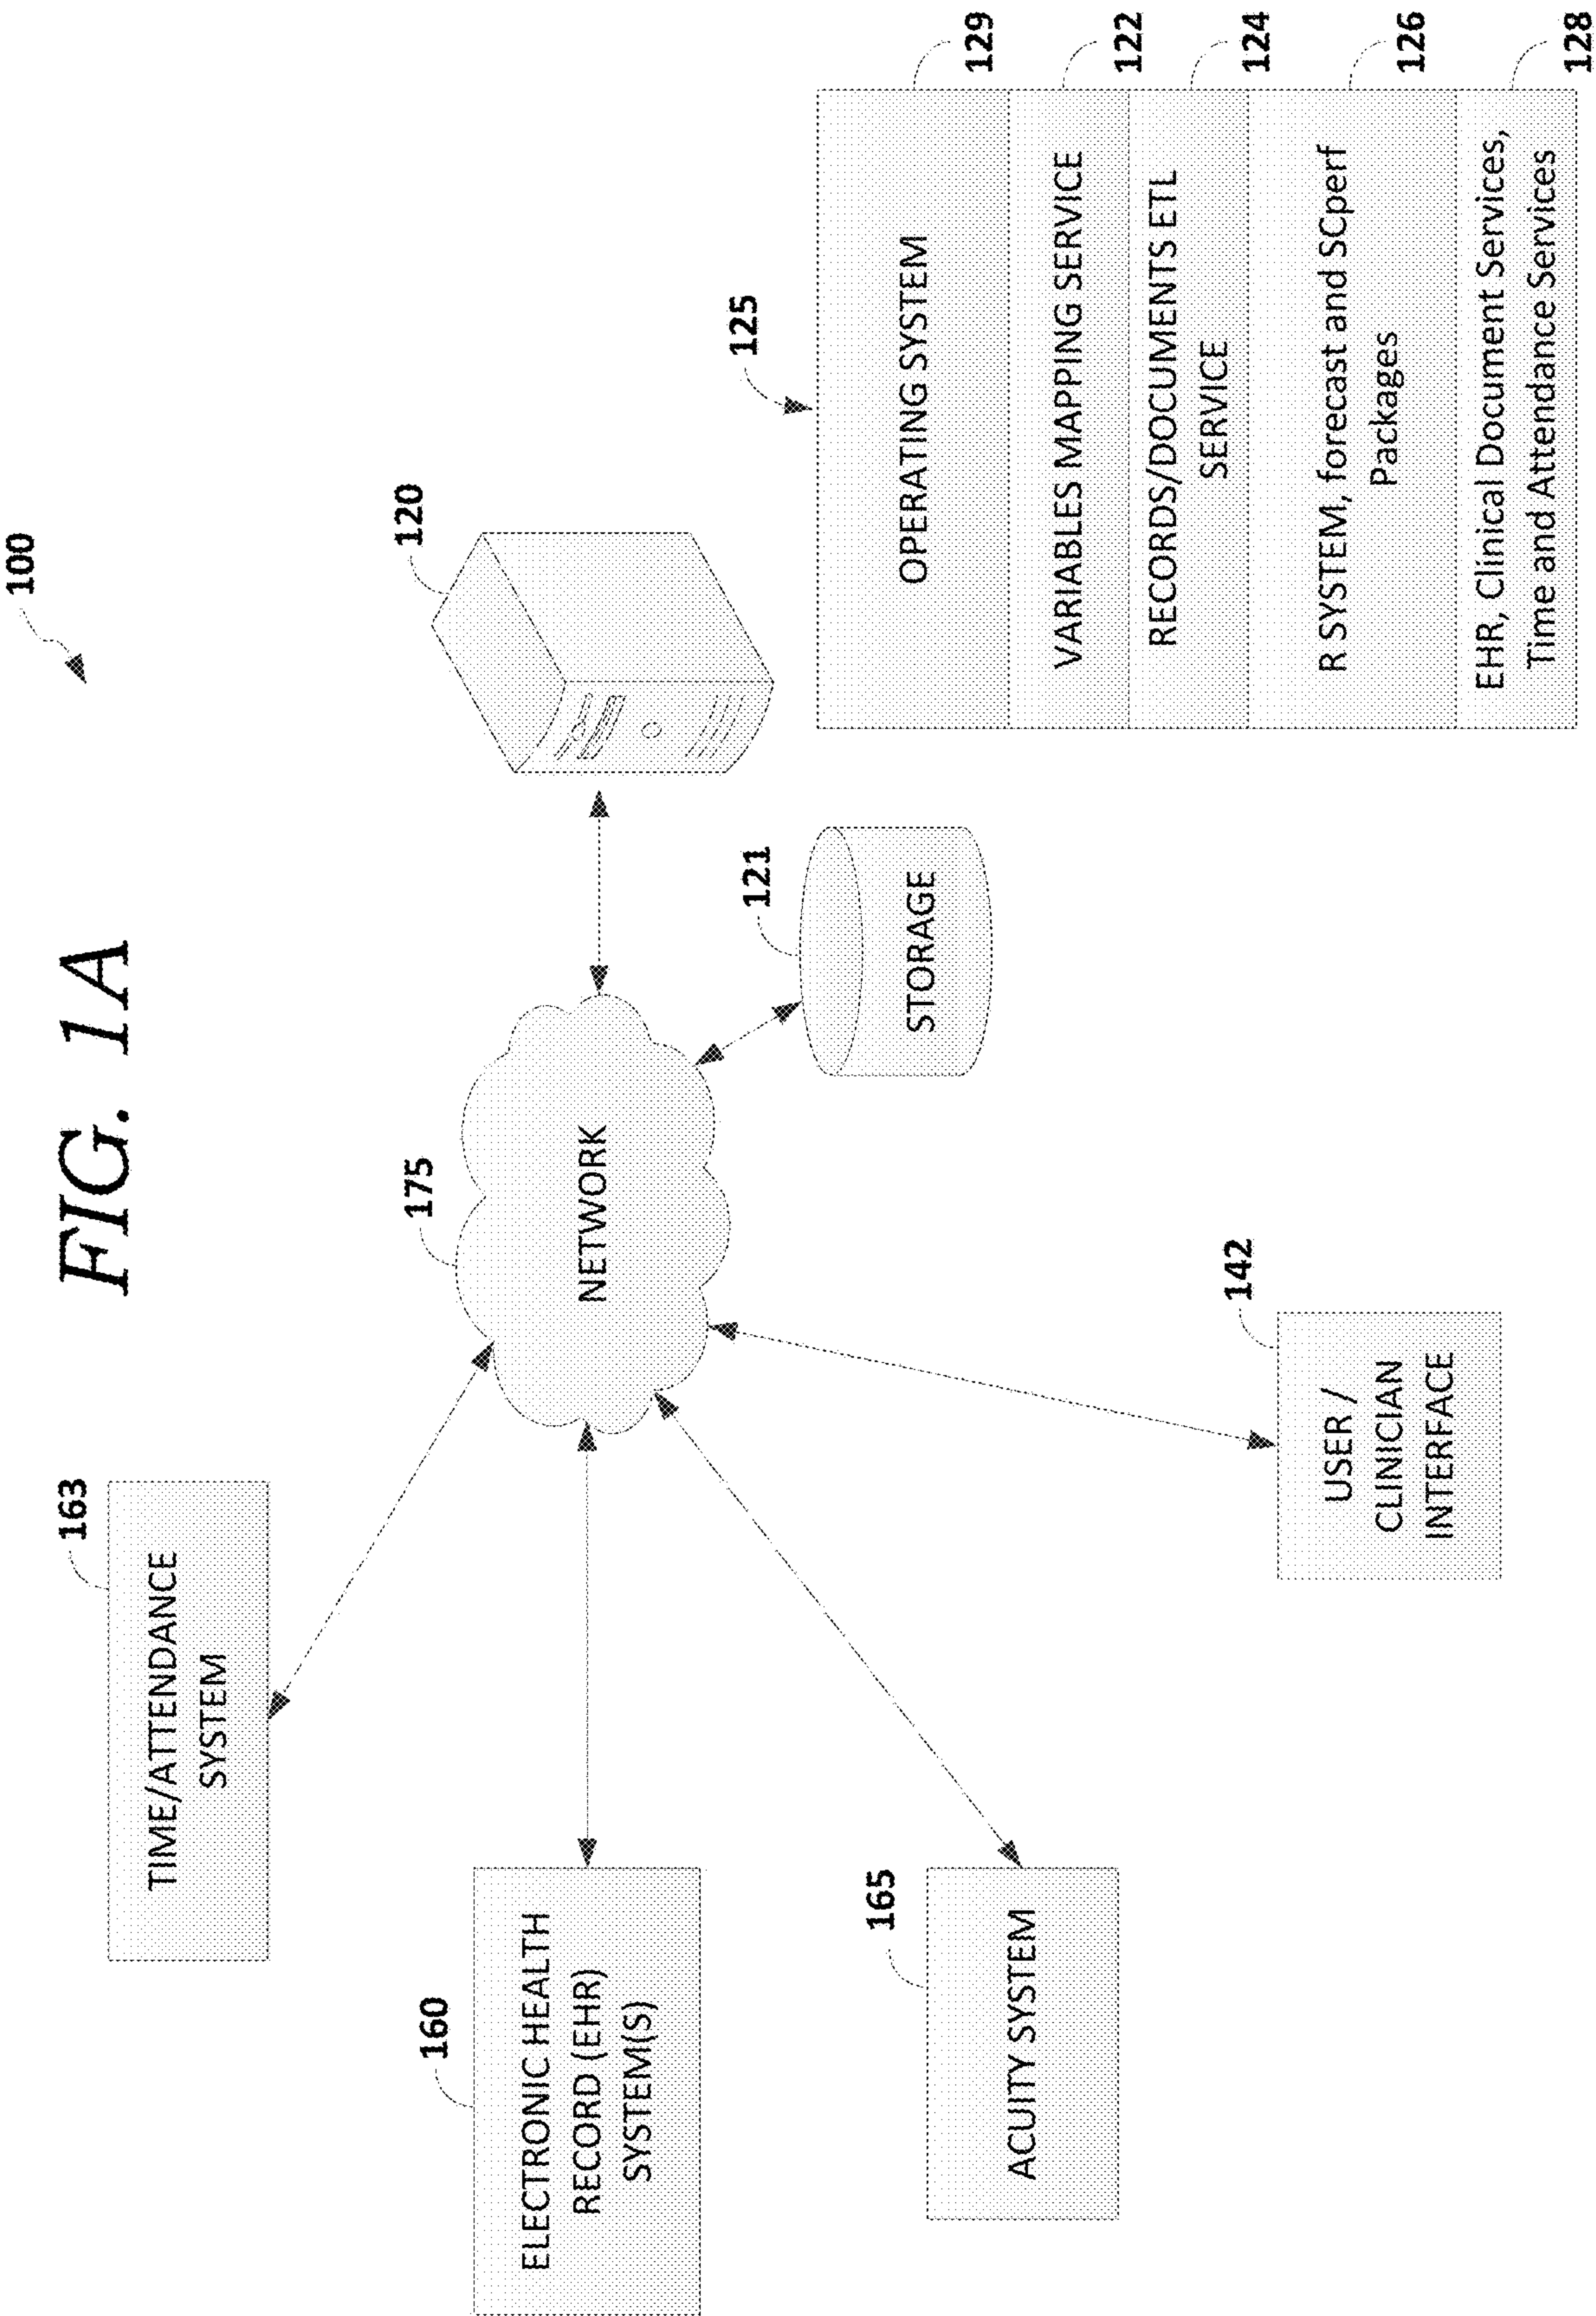 FIG. 1A
100
163
TIME/ATTENDANCE
SYSTEM
160
ELECTRONIC HEALTH
RECORD (EHR)
SYSTEM(S)
165
ACUITY SYSTEM
142
USER /
CLINICIAN
INTERFACE
175
NETWORK
121
STORAGE
120
125
OPERATING SYSTEM
129
VARIABLES MAPPING SERVICE
122
RECORDS/DOCUMENTS ETL
SERVICE
124
R SYSTEM, forecast and SCperf
Packages
126
EHR, Clinical Document Services,
Time and Attendance Services
128